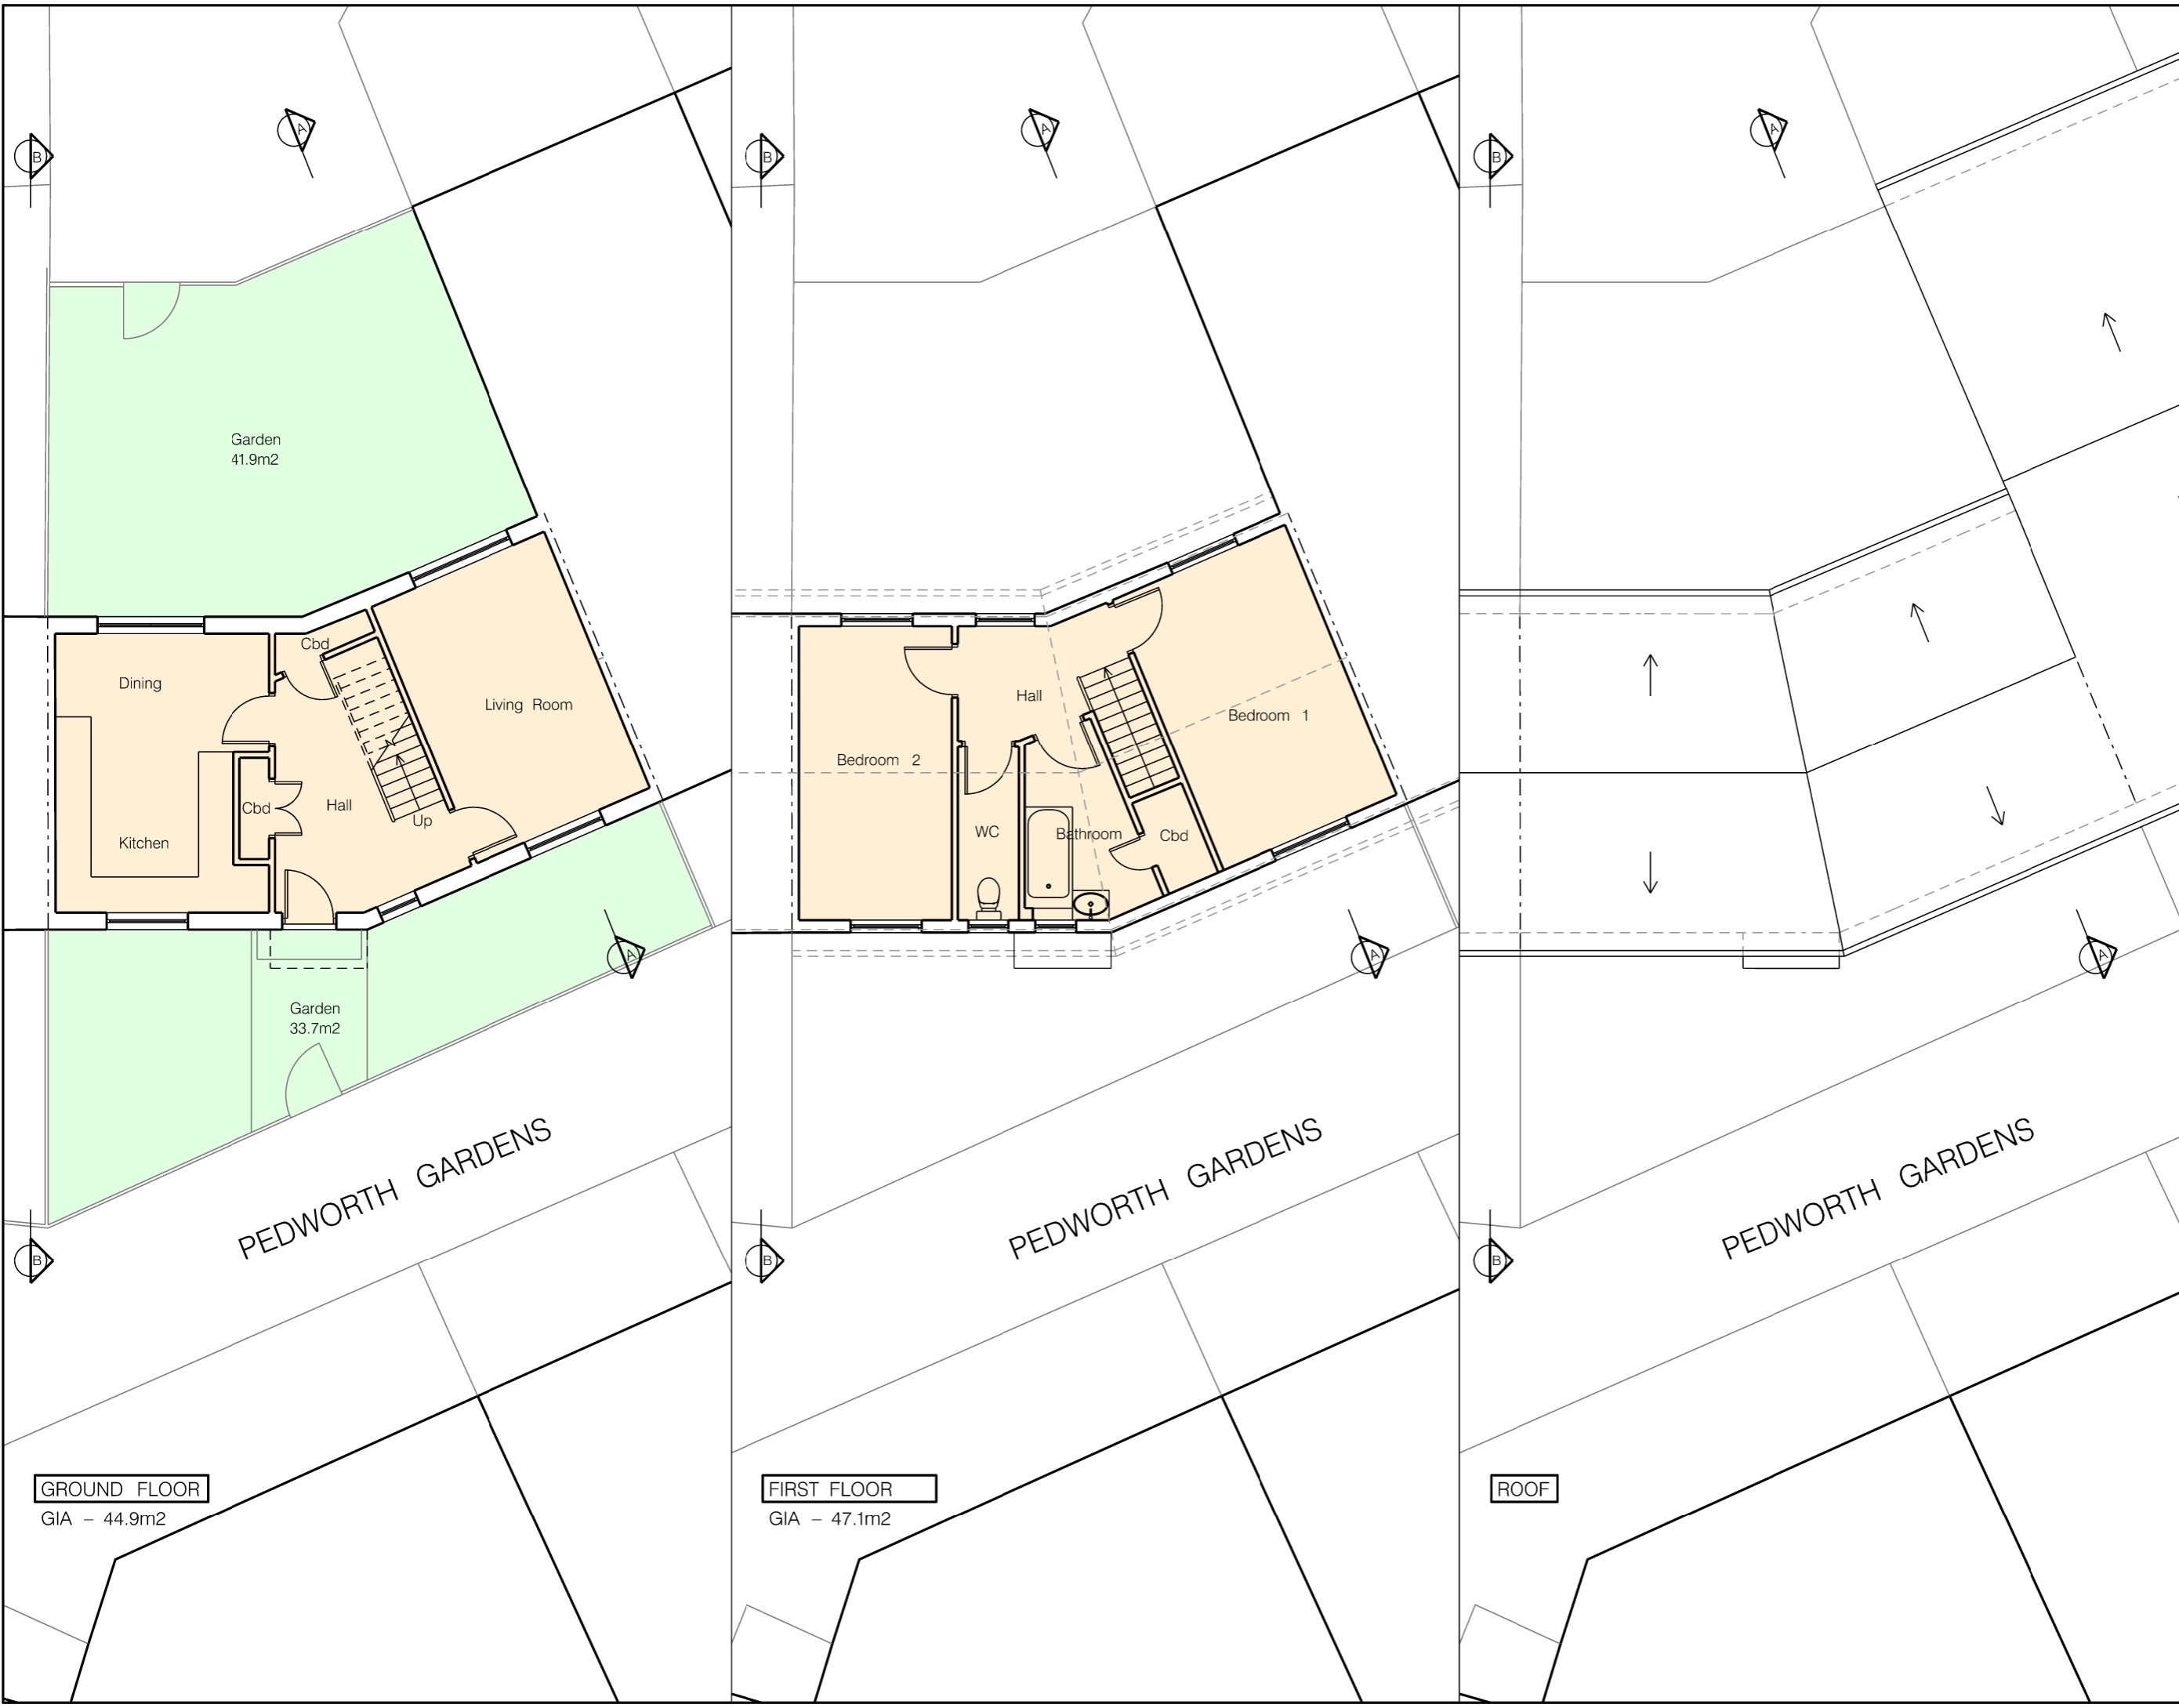 B
A
Garden
41.9m2
Cbd
Dining
Living Room
Cbd
Hall
Up
Kitchen
A
Garden
33.7m2
PEDWORTH GARDENS
B
GROUND FLOOR
GIA – 44.9m2
B
A
Hall
Bedroom 1
Bedroom 2
WC
Bathroom
Cbd
A
PEDWORTH GARDENS
B
FIRST FLOOR
GIA – 47.1m2
B
A
A
PEDWORTH GARDENS
B
ROOF